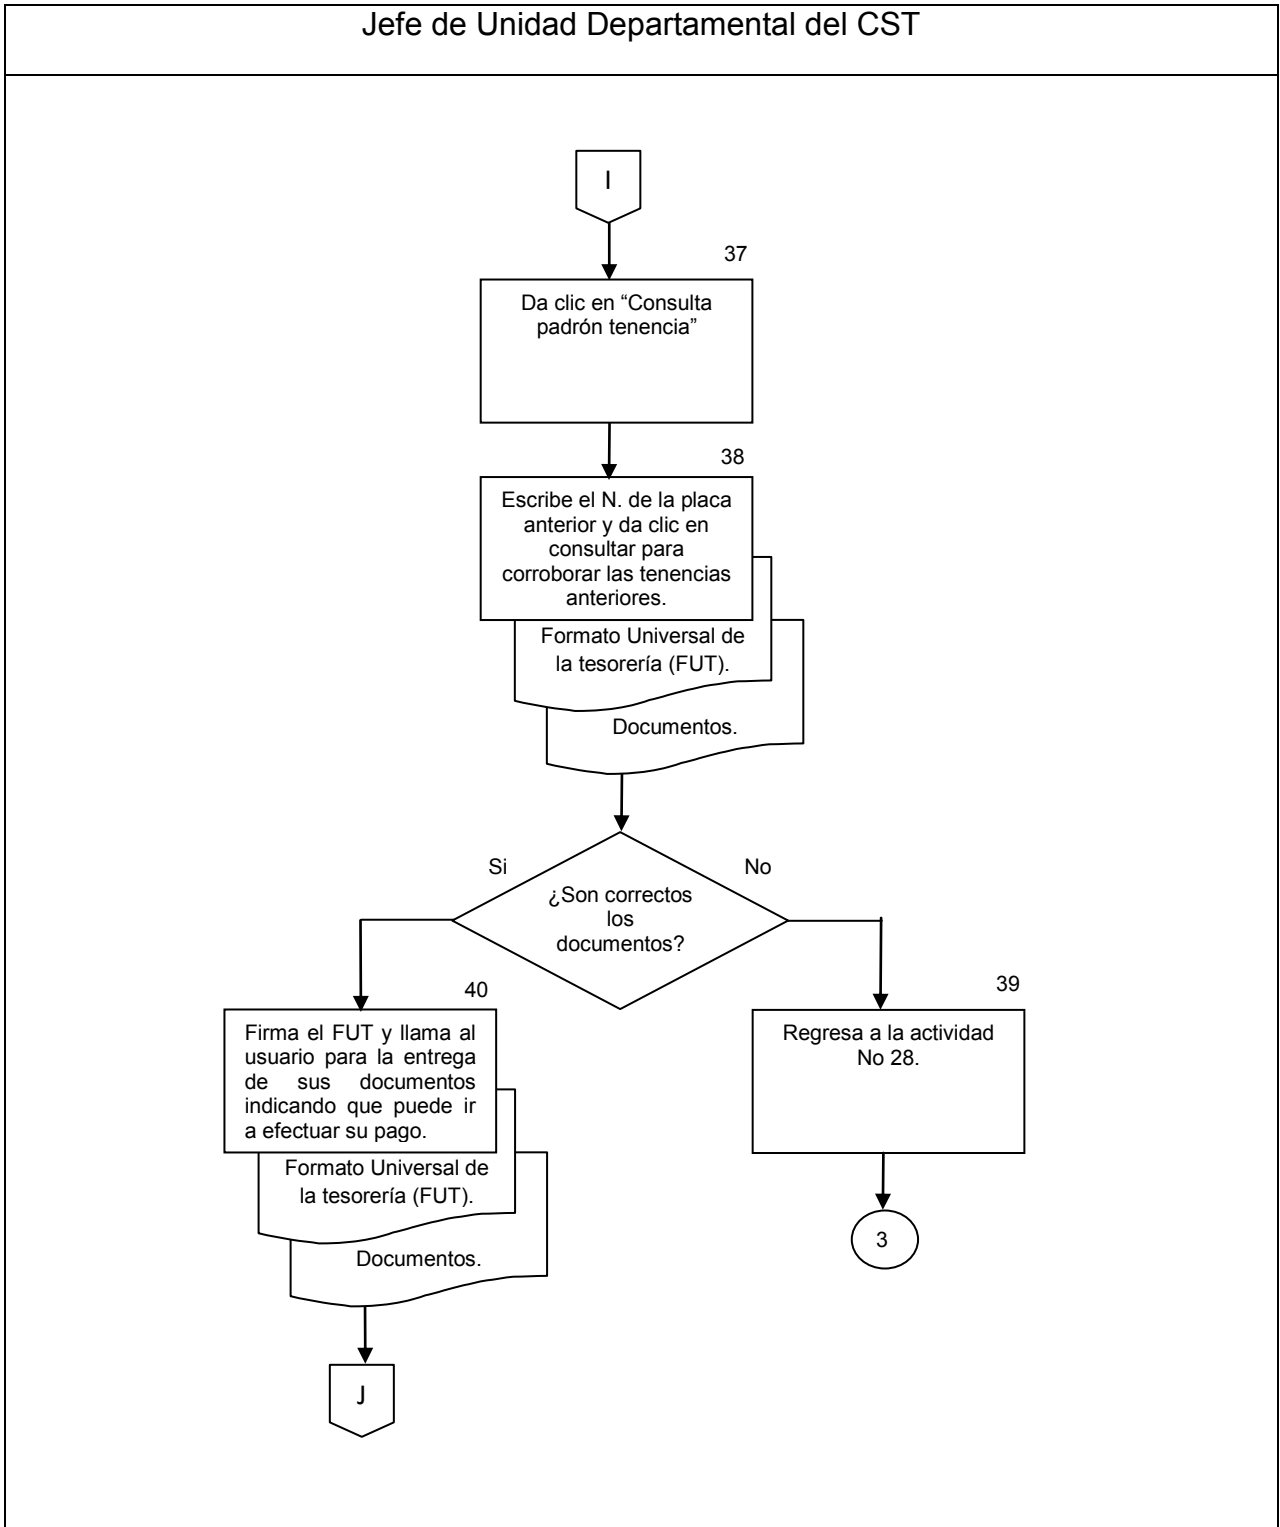 Jefe de Unidad Departamental del CST
I
37
Da clic en “Consulta
padrón tenencia”
38
Escribe el N. de la placa
anterior y da clic en
consultar para
corroborar las tenencias
anteriores.
Formato Universal de
la tesorería (FUT).
Documentos.
Si
No
¿Son correctos
los
documentos?
40
Firma el FUT y llama al
usuario para la entrega
de sus documentos
indicando que puede ir
a efectuar su pago.
Formato Universal de
la tesorería (FUT).
Documentos.
J
39
Regresa a la actividad
No 28.
3